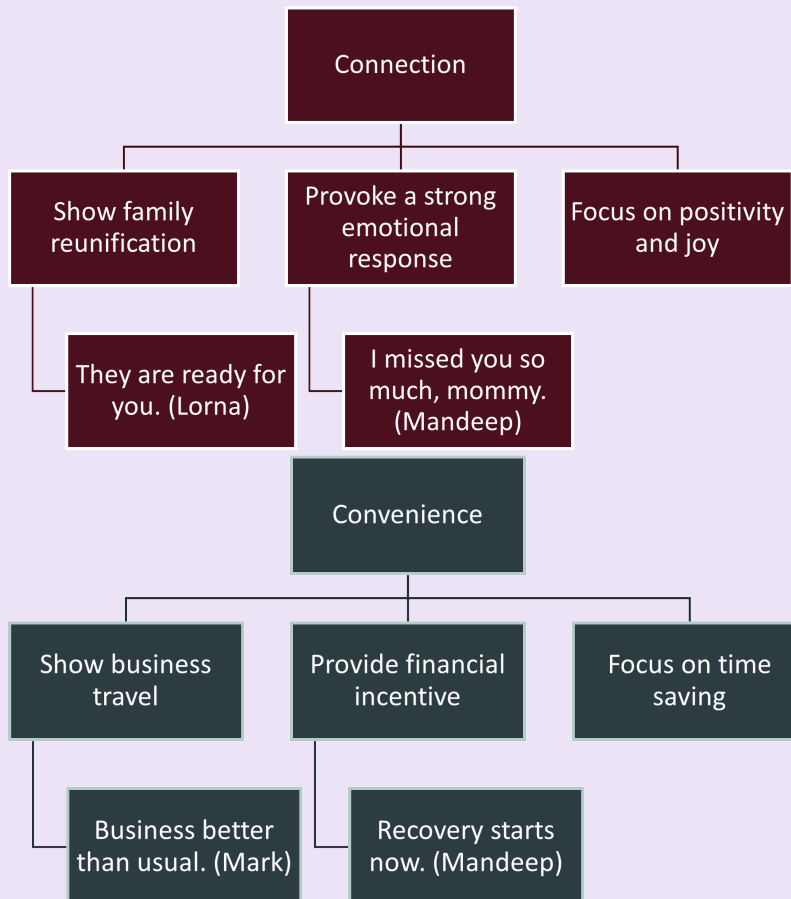 Connection
Show family
reunification
Provoke a strong
emotional
response
Focus on positivity
and joy
They are ready for
you. (Lorna)
I missed you so
much, mommy.
(Mandeep)
Convenience
Show business
travel
Provide financial
incentive
Focus on time
saving
Business better
than usual. (Mark)
Recovery starts
now. (Mandeep)